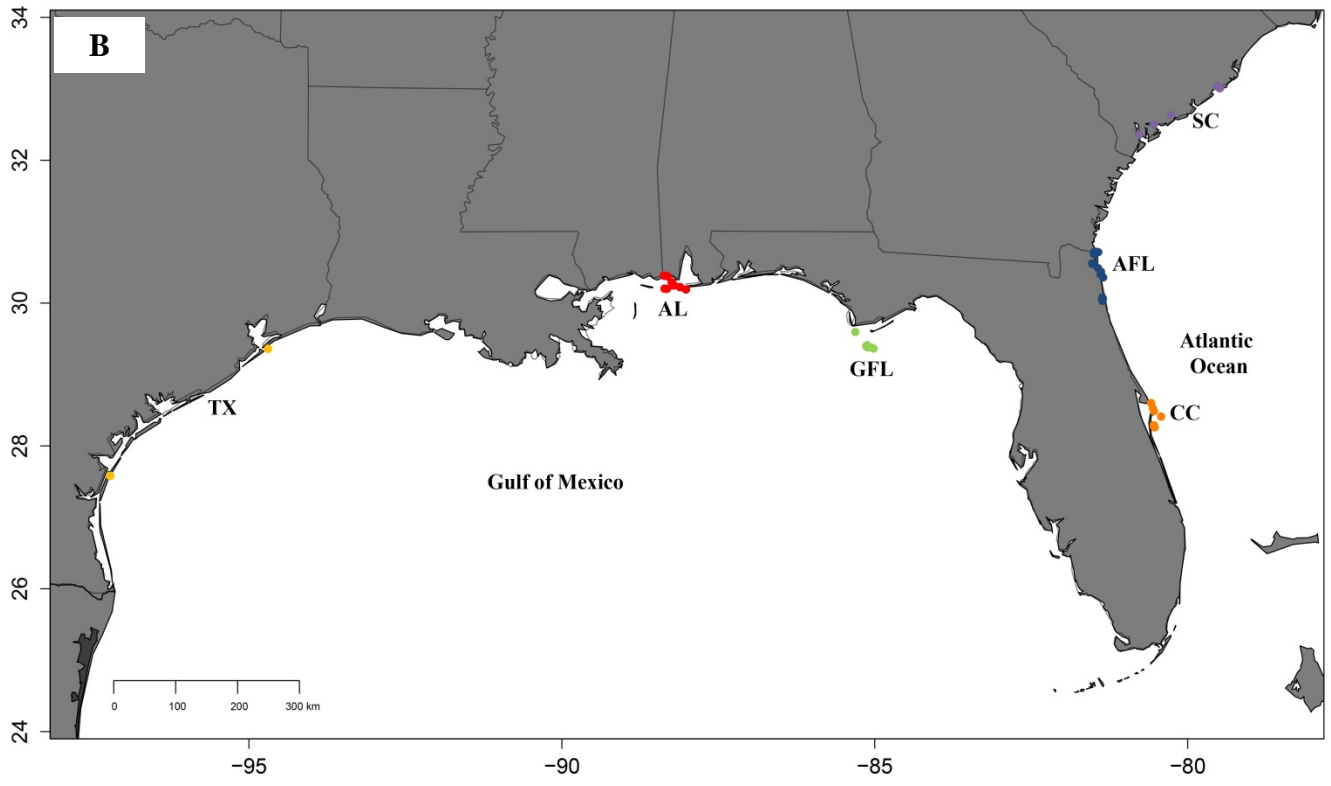 34
B
SC
32
AFL
30
AL
Atlantic
Ocean
GFL
TX
CC
28
Gulf of Mexico
26
0 100 200 300 km
24
−95 −90 −85 −80